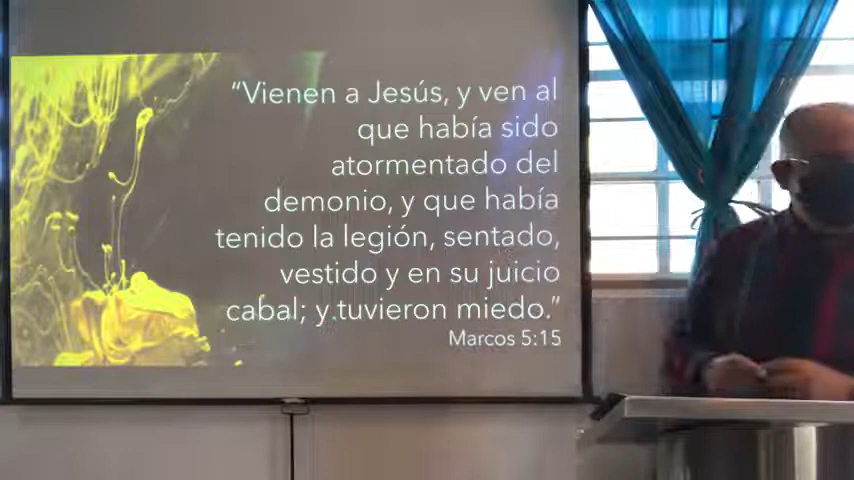 “Vienen a Jesús, y ven al
que había sido
atormentado del
demonio, y que había
tenido la legión, sentado,
vestido y en su juicio
cabal; y tuvieron miedo.”
Marcos 5:15